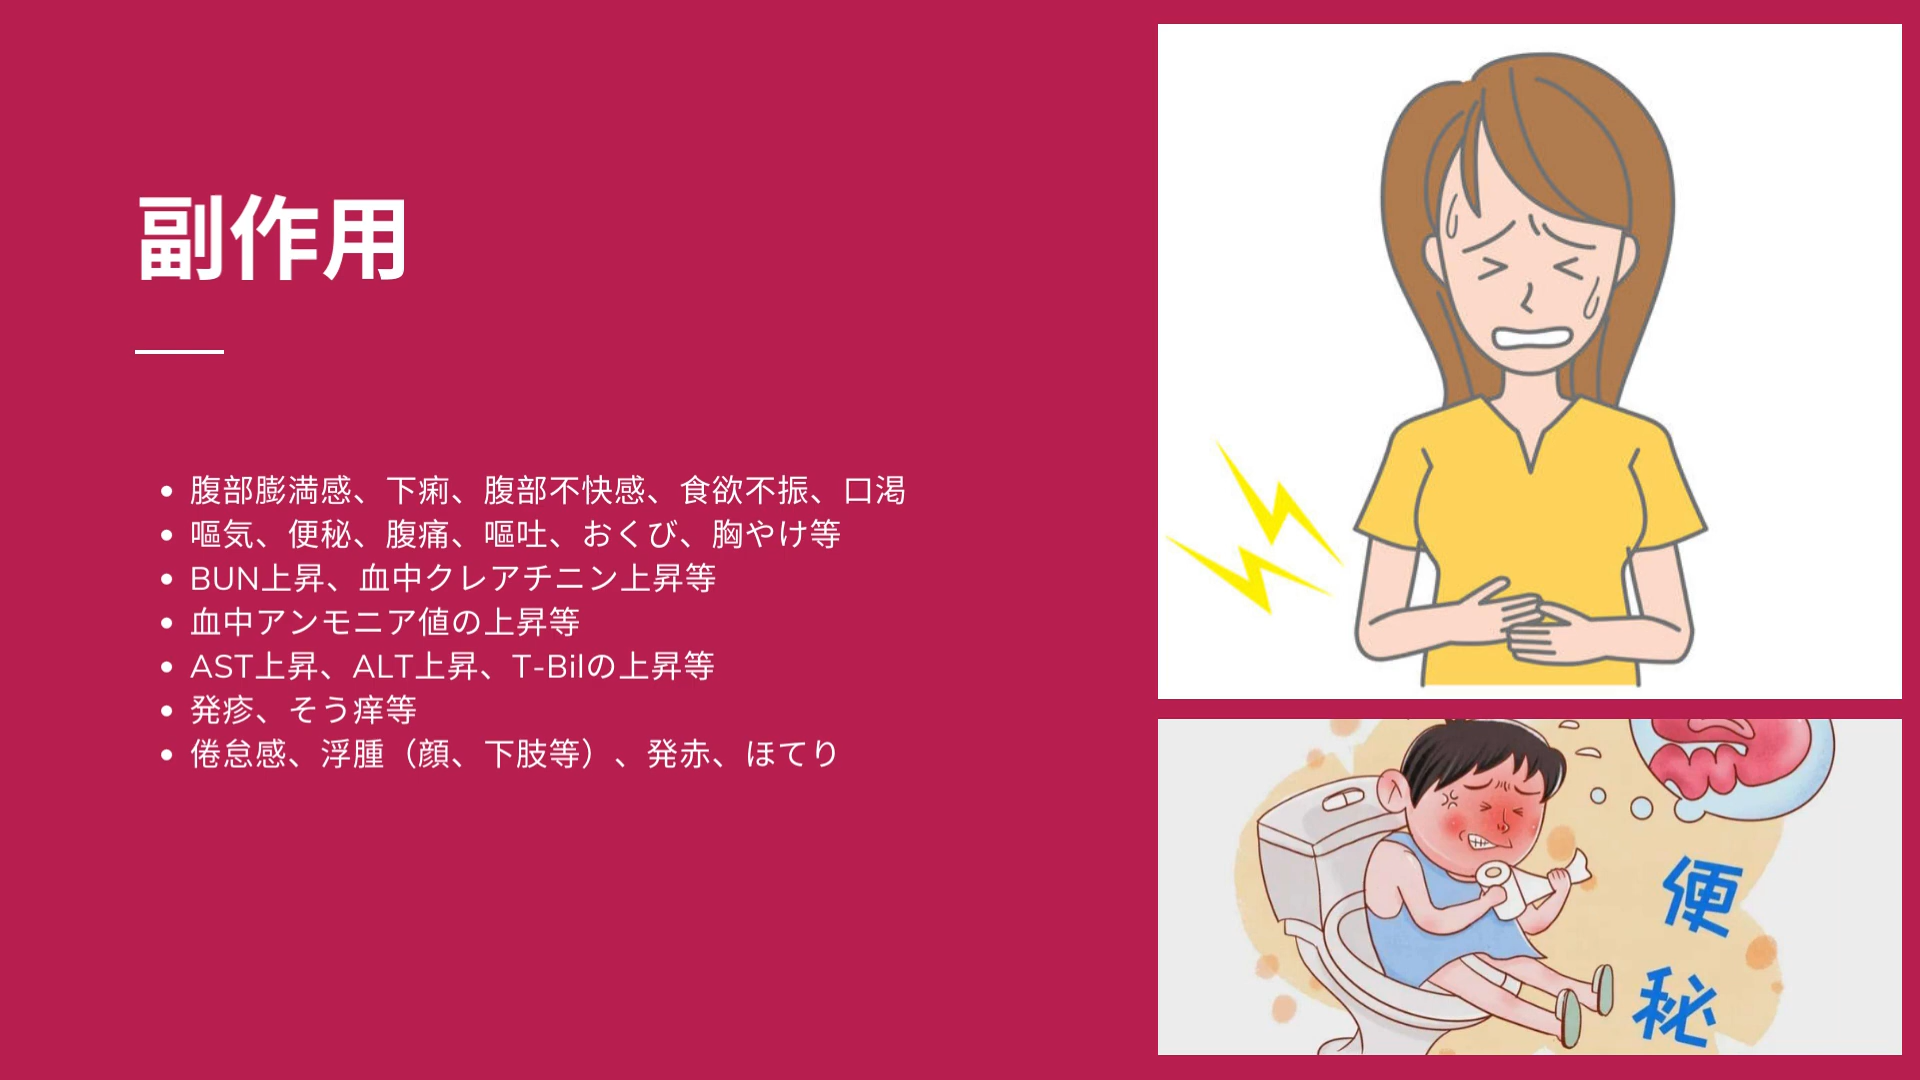 副作用
• 腹部膨満感、下痢、腹部不快感、食欲不振、口渇
• 嘔気、便秘、腹痛、嘔吐、おくび、胸やけ等
• BUN上昇、血中クレアチニン上昇等
• 血中アンモニア値の上昇等
• AST上昇、ALT上昇、T-Bilの上昇等
• 発疹、そう痒等
• 倦怠感、浮腫（顔、下肢等）、発赤、ほてり
便
秘